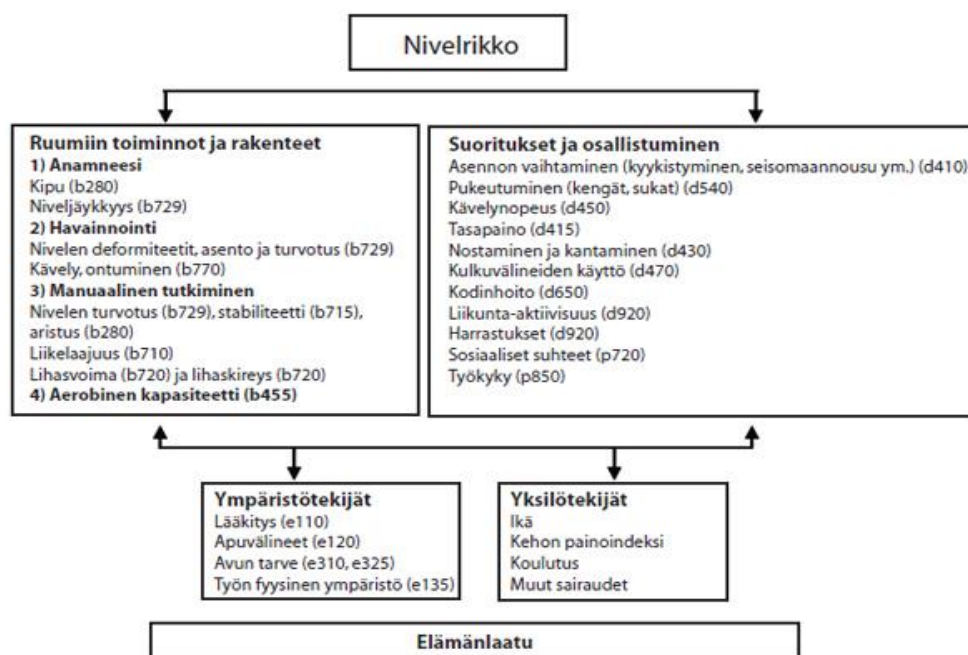 Nivelrikko
Ruumiin toiminnot ja rakenteet
1) Anamneesi
Kipu (b280)
Niveljäykkyys (b729)
2) Havainnointi
Nivelen deformiteetit, asento ja turvotus (b729)
Kävely, ontuminen (b770)
3) Manuaalinen tutkiminen
Nivelen turvotus (b729), stabiliteetti (b715),
aristus (b280)
Liikelaajuus (b710)
Lihasvoima (b720) ja lihaskireys (b720)
4) Aerobinen kapasiteetti (b455)
Suoritukset ja osallistuminen
Asennon vaihtaminen (kyykistyminen, seisomaannousu ym.) (d410)
Pukeutuminen (kengät, sukat) (d540)
Kävelynopeus (d450)
Tasapaino (d415)
Nostaminen ja kantaminen (d430)
Kulkuvälineiden käyttö (d470)
Kodinhoito (d650)
Liikunta-aktiivisuus (d920)
Harrastukset (d920)
Sosiaaliset suhteet (p720)
Työkyky (p850)
Ympäristötekijät
Lääkitys (e110)
Apuvälineet (e120)
Avun tarve (e310, e325)
Työn fyysinen ympäristö (e135)
Yksilötekijät
Ikä
Kehon painoindeksi
Koulutus
Muut sairaudet
Elämänlaatu